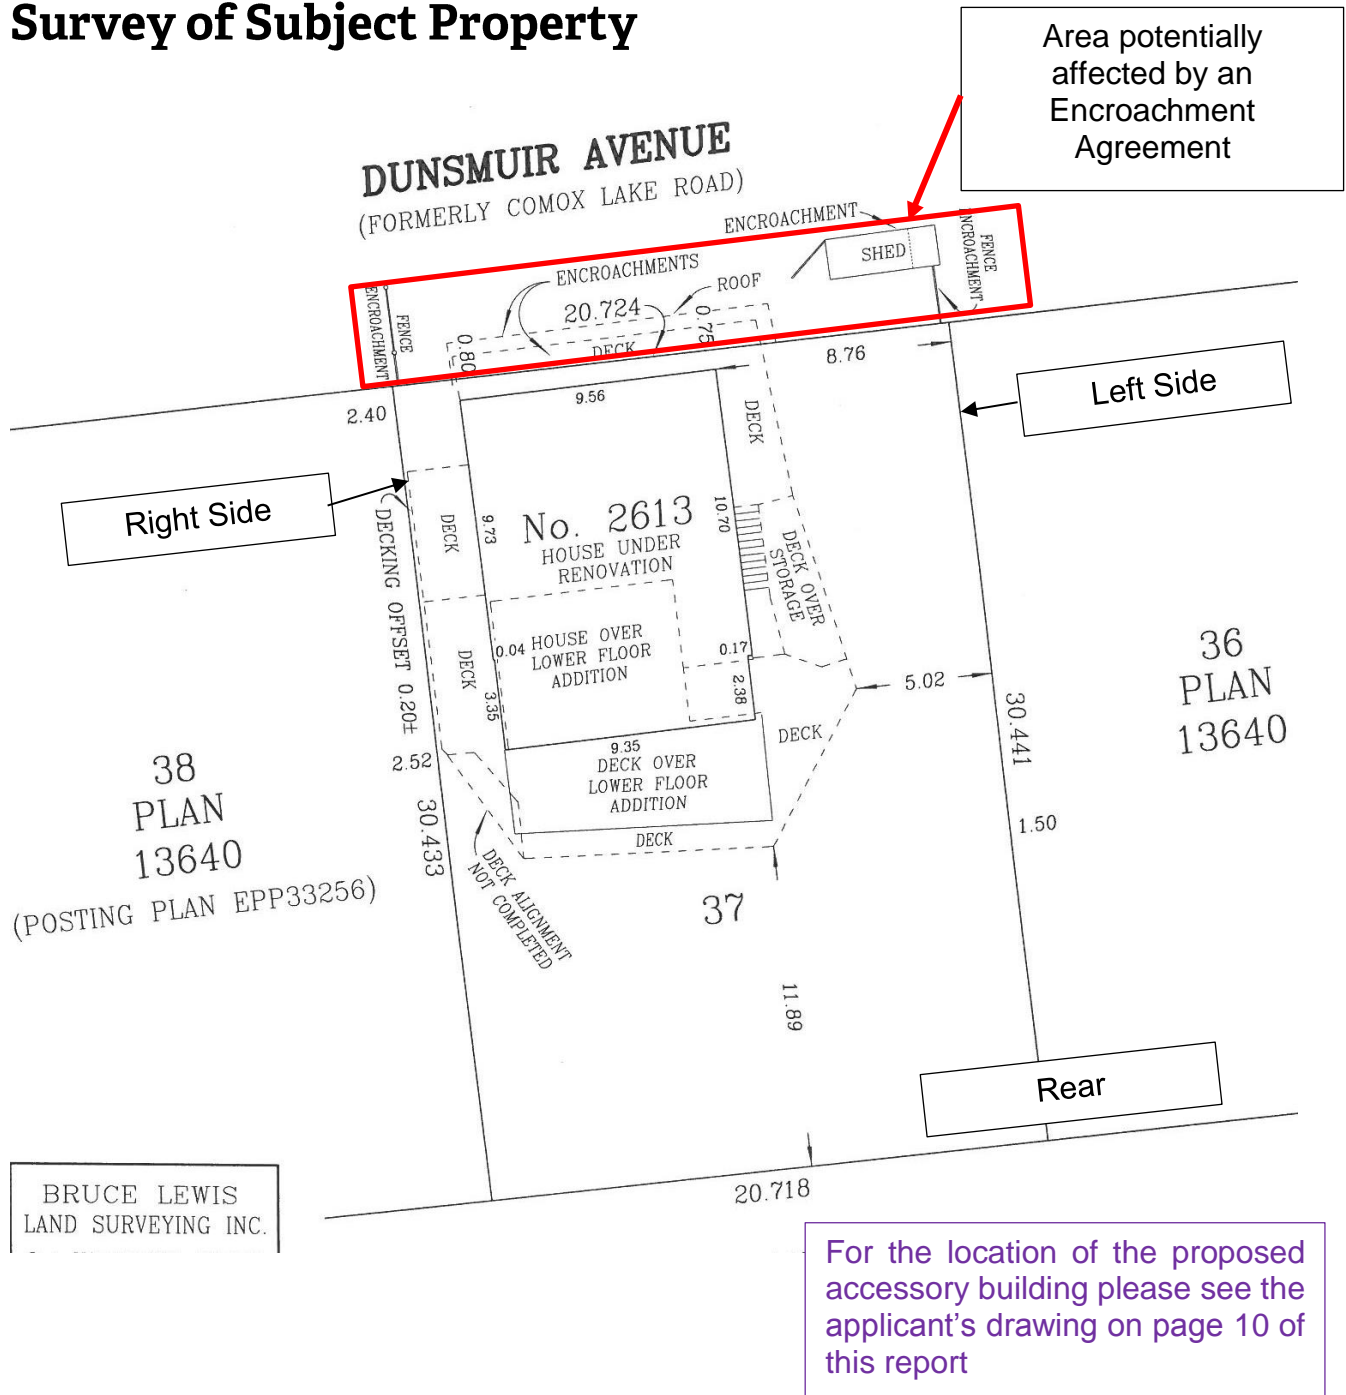 Survey of Subject Property
Area potentially
affected by an
Encroachment
Agreement
DUNSMUIR AVENUE
(FORMERLY COMOX LAKE ROAD)
ENCROACHMENT
ENCROACHMENTS
ROOF
SHED
FENCE
ENCROACHMENT
FENCE
ENCROACHMENT
20.724
0.80
0.75
DECK
8.76
2.40
9.56
Left Side
Right Side
DECK
DECK
9.73
No. 2613
HOUSE UNDER
RENOVATION
10.70
DECK OVER
STORAGE
DECKING OFFSET 0.20±
DECK
0.04
HOUSE OVER
LOWER FLOOR
ADDITION
0.17
2.38
3.35
5.02
36
PLAN
13640
30.441
DECK
9.35
DECK OVER
LOWER FLOOR
ADDITION
2.52
38
PLAN
13640
(POSTING PLAN EPP33256)
30.433
1.50
DECK
DECK ALIGNMENT
NOT COMPLETED
37
11.89
Rear
20.718
BRUCE LEWIS
LAND SURVEYING INC.
For the location of the proposed
accessory building please see the
applicant's drawing on page 10 of
this report